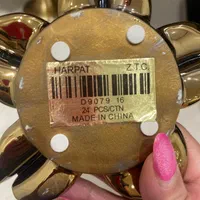 HARPAT Z.T.C
D9079 16
24' PCS/CTN
MADE IN CHINA